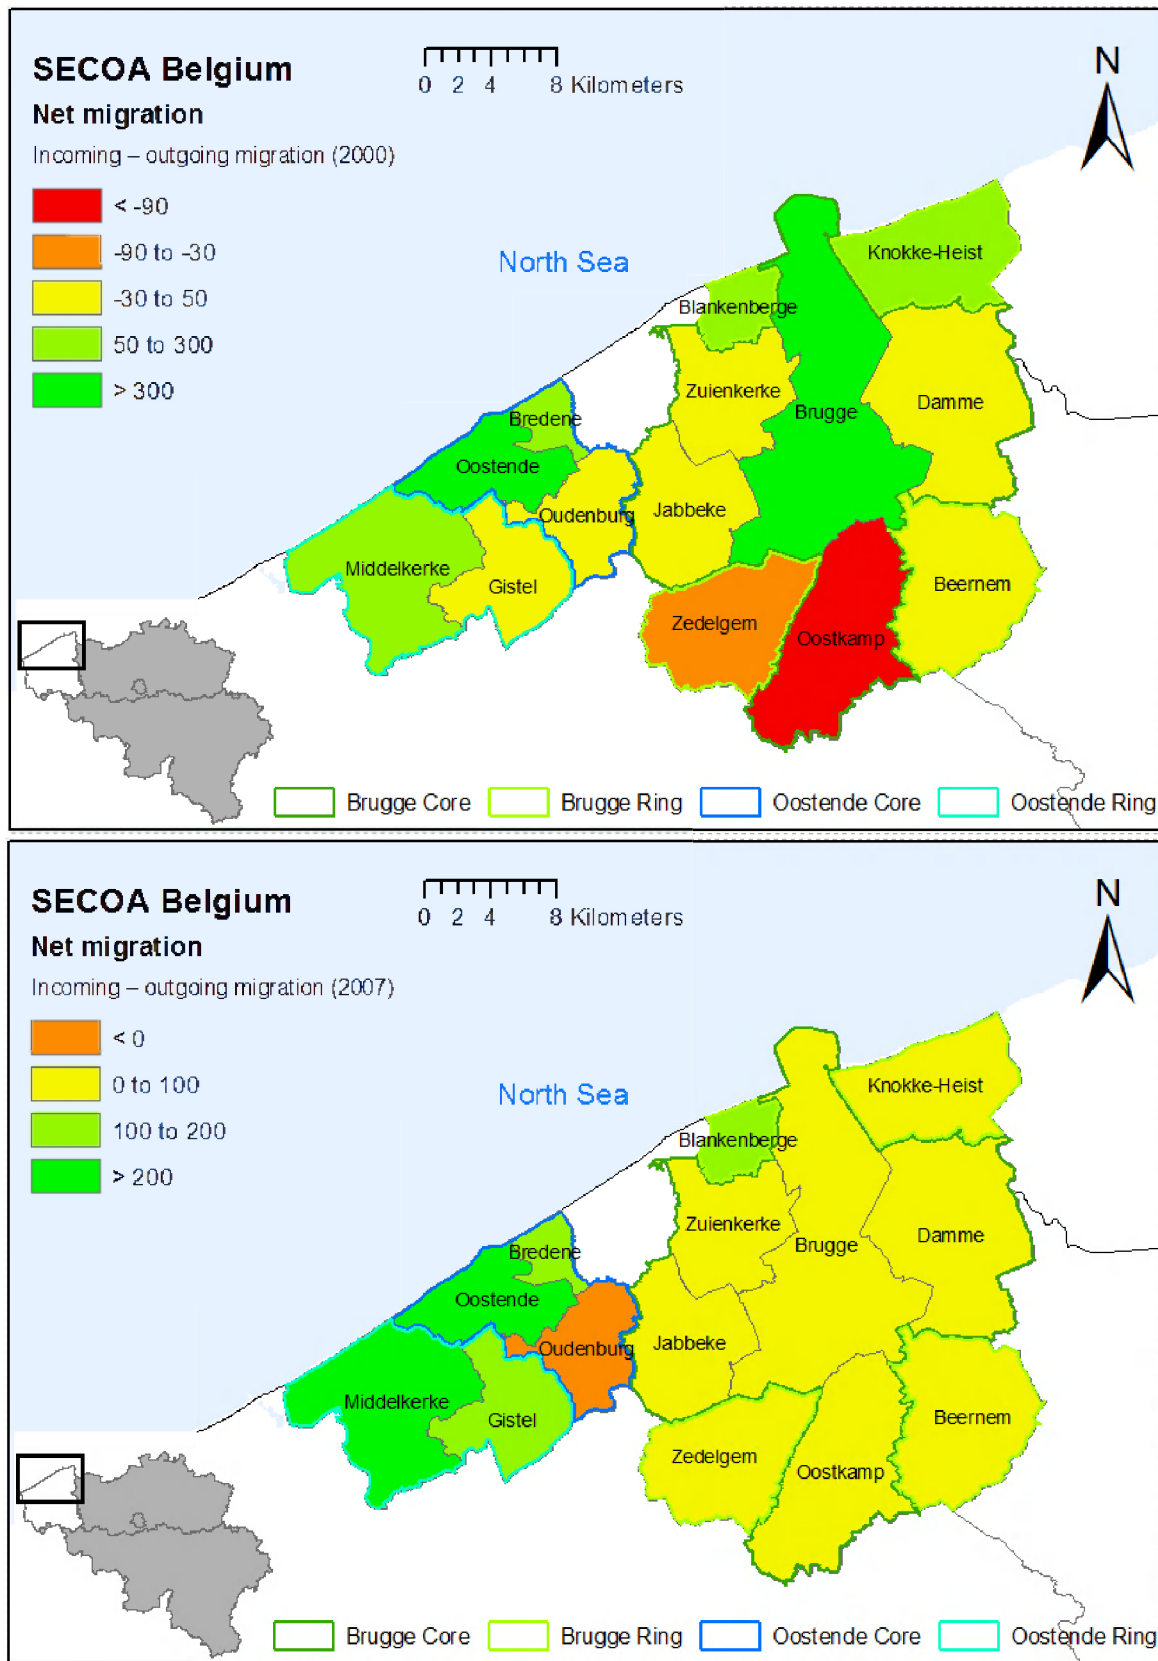 SECOA Belgium
0 2 4 8 Kilometers
N
Net migration
Incoming – outgoing migration (2000)
< -90
-90 to -30
-30 to 50
50 to 300
> 300
North Sea
Knokke-Heist
Blankenberge
Zuienkerke
Brugge
Damme
Bredene
Oostende
Oudenburg
Jabbeke
Middelkerke
Gistel
Zedelgem
Oostkamp
Beernem
Brugge Core
Brugge Ring
Oostende Core
Oostende Ring
SECOA Belgium
0 2 4 8 Kilometers
N
Net migration
Incoming – outgoing migration (2007)
< 0
0 to 100
100 to 200
> 200
North Sea
Knokke-Heist
Blankenberge
Zuienkerke
Brugge
Damme
Bredene
Oostende
Oudenburg
Jabbeke
Middelkerke
Gistel
Zedelgem
Oostkamp
Beernem
Brugge Core
Brugge Ring
Oostende Core
Oostende Ring